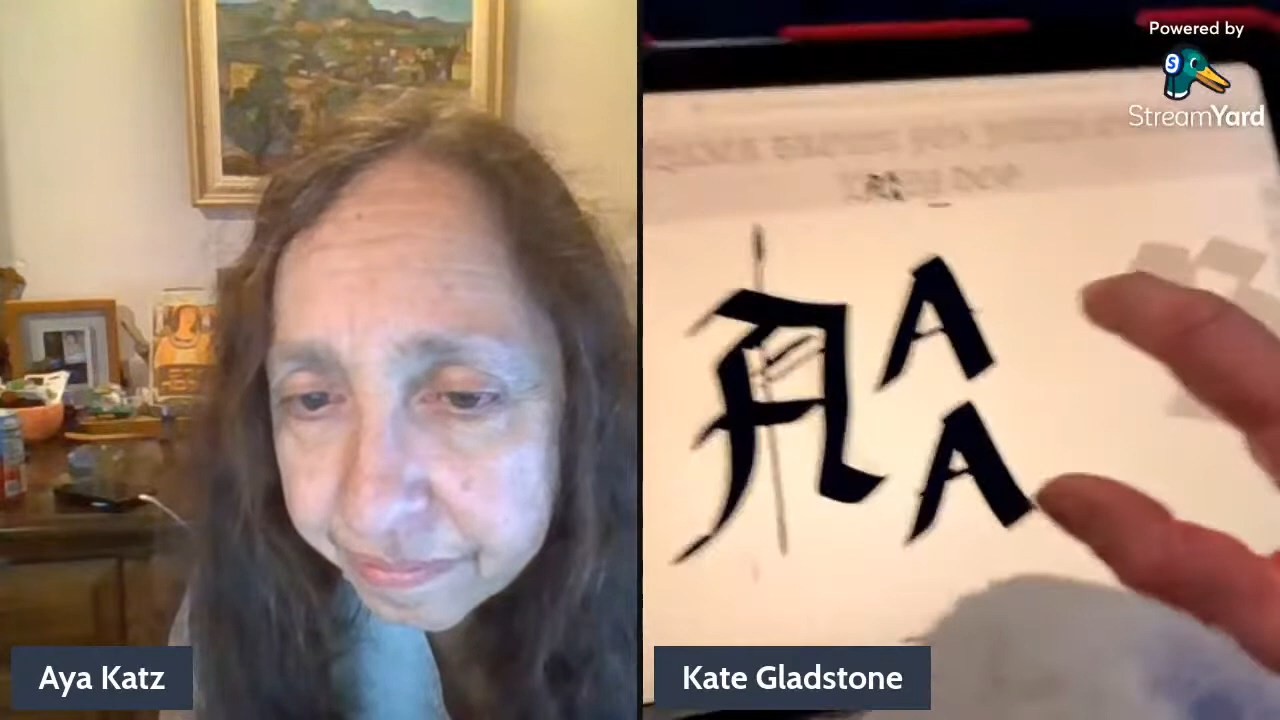 Powered by
StreamYard
A A
A
Aya Katz
Kate Gladstone